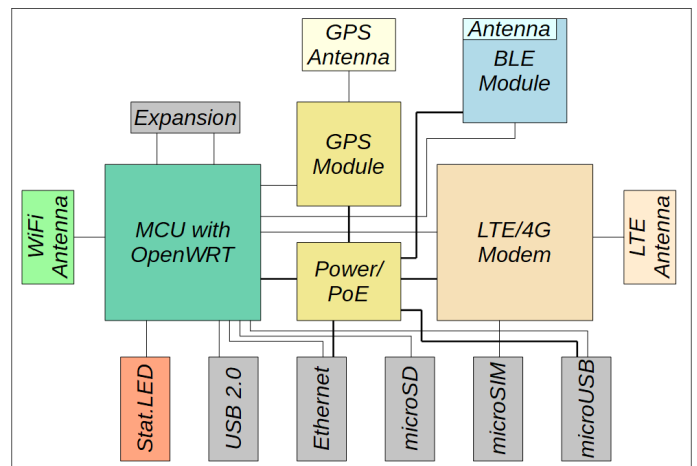 GPS
Antenna
Antenna
BLE
Module
Expansion
GPS
Module
WiFi
Antenna
MCU with
OpenWRT
LTE/4G
Modem
LTE
Antenna
Power/
PoE
Stat.LED
USB 2.0
Ethernet
microSD
microSIM
microUSB